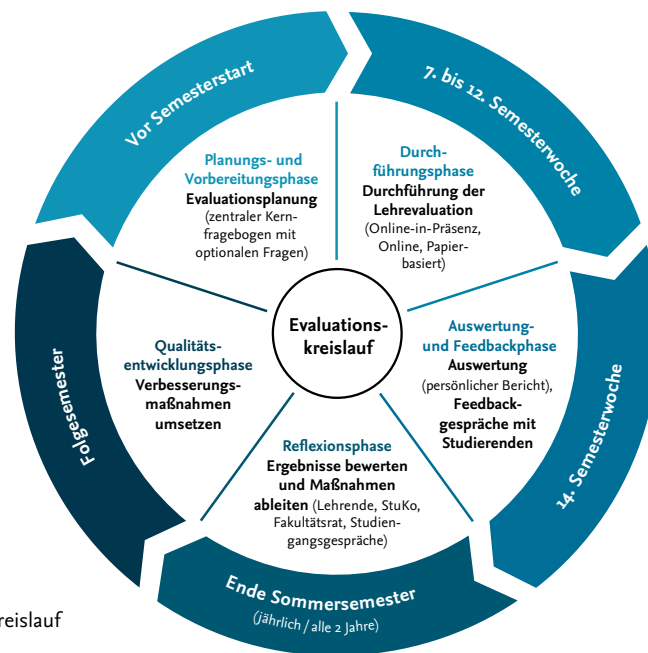 Vor Semesterstart
7. bis 12. Semesterwoche
Planungs- und
Vorbereitungsphase
Evaluationsplanung
(zentraler Kern-
fragebogen mit
optionalen Fragen)
Durch-
führungsphase
Durchführung der
Lehrevaluation
(Online-in-Präsenz,
Online, Papier-
basiert)
Evaluations-
kreislauf
Auswertung-
und Feedbackphase
Auswertung
(persönlicher Bericht),
Feedback-
gespräche mit
Studierenden
14. Semesterwoche
Reflexionsphase
Ergebnisse bewerten
und Maßnahmen
ableiten (Lehrende, StuKo,
Fakultätsrat, Studien-
gangsgespräche)
Ende Sommersemester
(jährlich / alle 2 Jahre)
Qualitäts-
entwicklungsphase
Verbesserungs-
maßnahmen
umsetzen
Folgesemester
reislauf